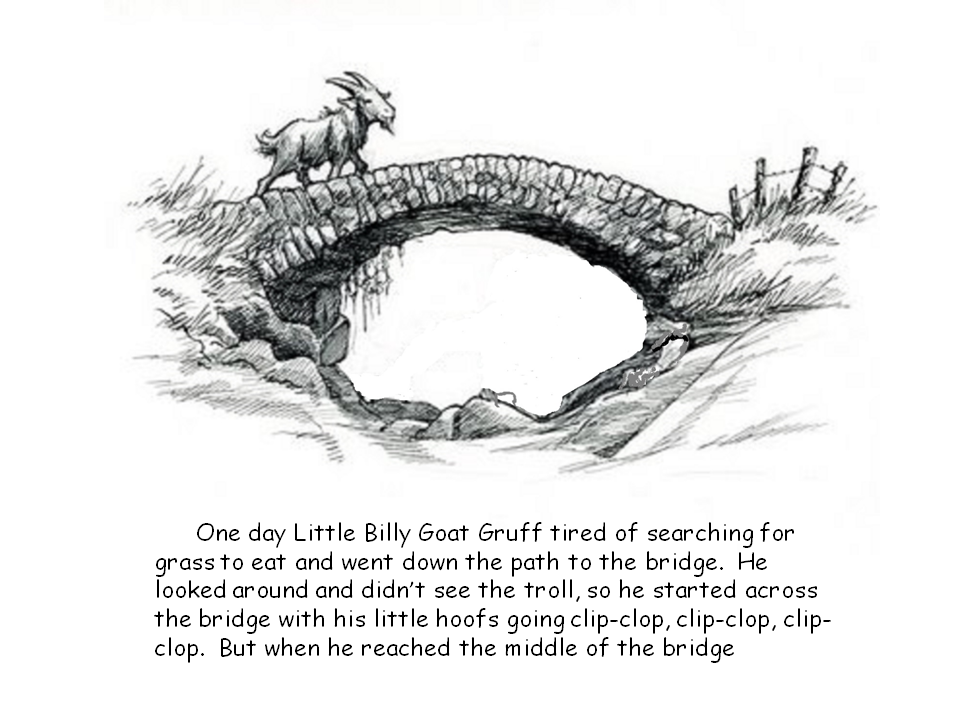 One day Little Billy Goat Gruff tired of searching for
grass to eat and went down the path to the bridge.  He
looked around and didn’t see the troll, so he started across
the bridge with his little hoofs going clip-clop, clip-clop, clip-
clop.  But when he reached the middle of the bridge